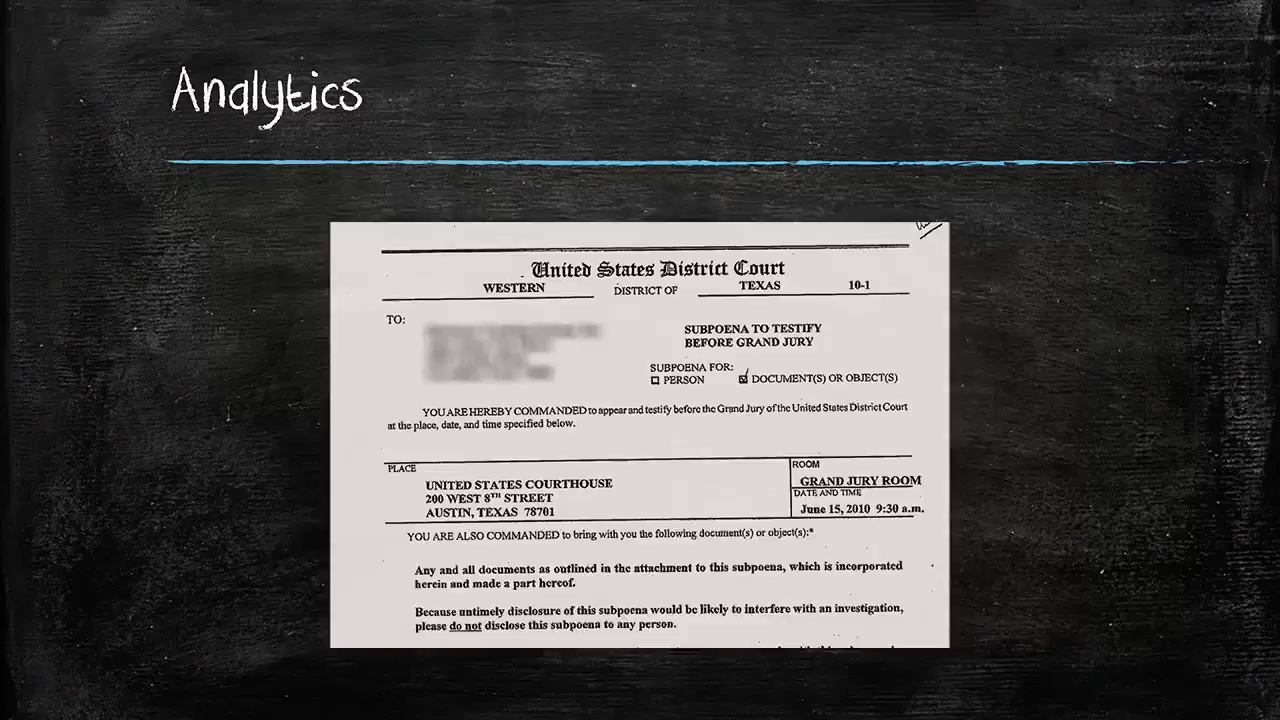 Analytics
United States District Court
WESTERN DISTRICT OF TEXAS 10-1
TO:
SUBPOENA TO TESTIFY
BEFORE GRAND JURY
SUBPOENA FOR:
PERSON DOCUMENT(S) OR OBJECT(S)
YOU ARE HEREBY COMMANDED to appear and testify before the Grand Jury of the United States District Court
at the place, date, and time specified below.
PLACE
UNITED STATES COURTHOUSE
200 WEST 8TH STREET
AUSTIN, TEXAS 78701
ROOM
GRAND JURY ROOM
DATE AND TIME
June 15, 2010 9:30 a.m.
YOU ARE ALSO COMMANDED to bring with you the following document(s) or object(s):*
Any and all documents as outlined in the attachment to this subpoena, which is incorporated
herein and made a part hereof.
Because untimely disclosure of this subpoena would be likely to interfere with an investigation,
please do not disclose this subpoena to any person.